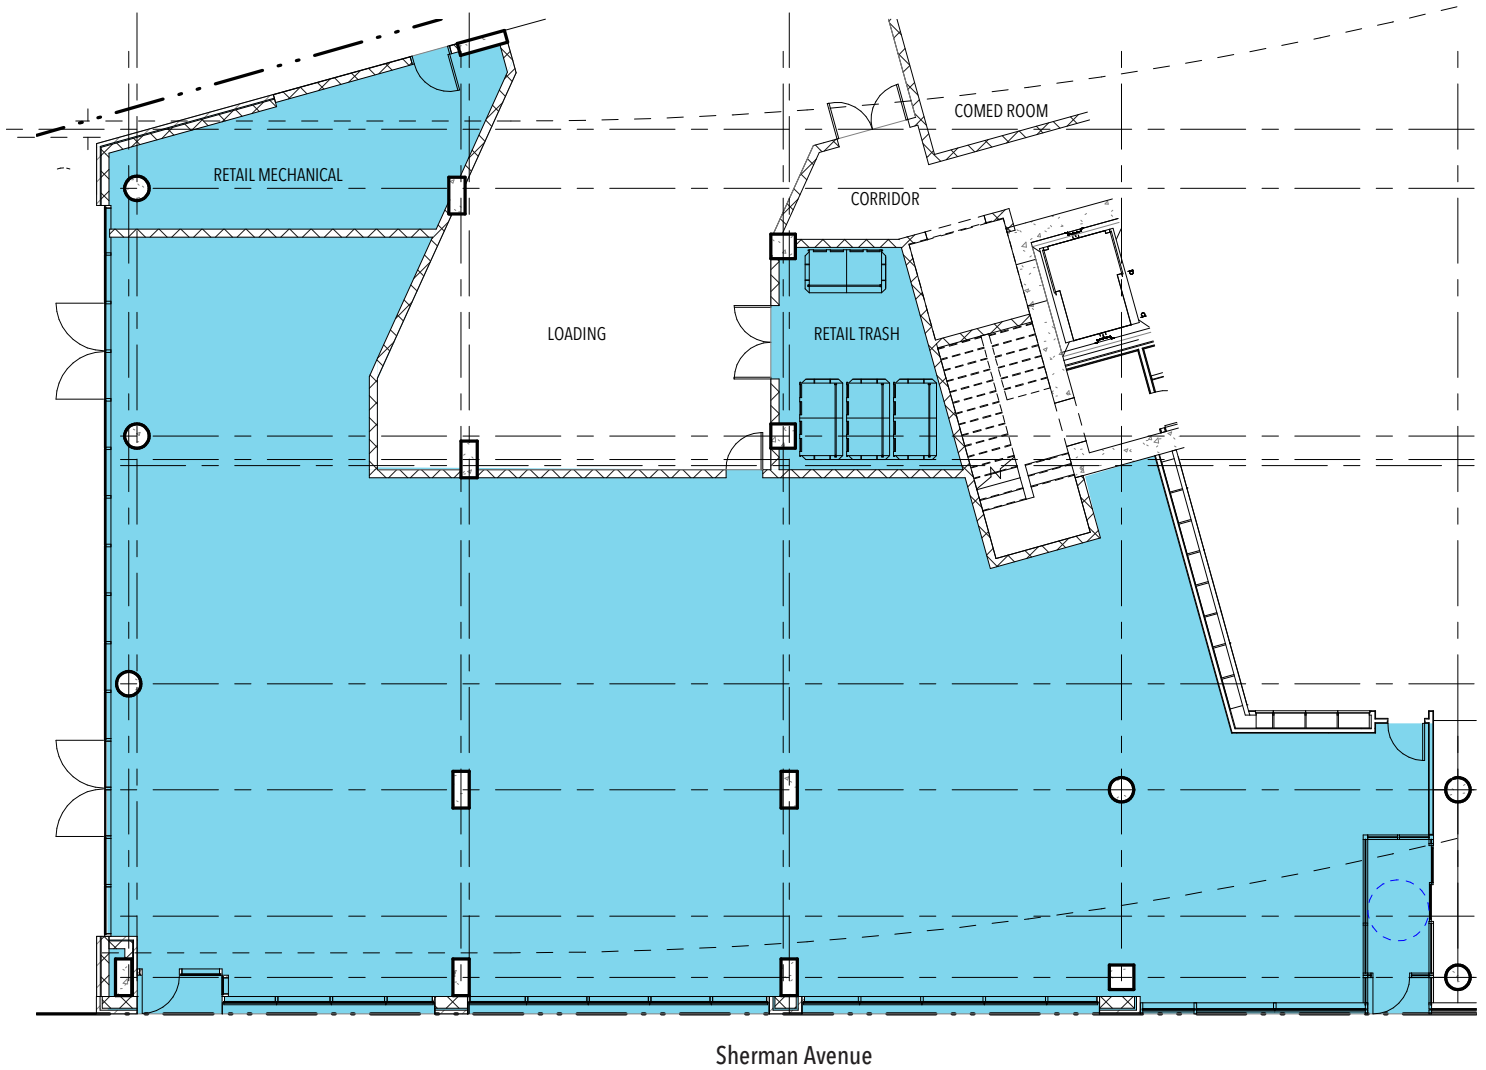 COMED ROOM
RETAIL MECHANICAL
CORRIDOR
LOADING
RETAIL TRASH
Sherman Avenue